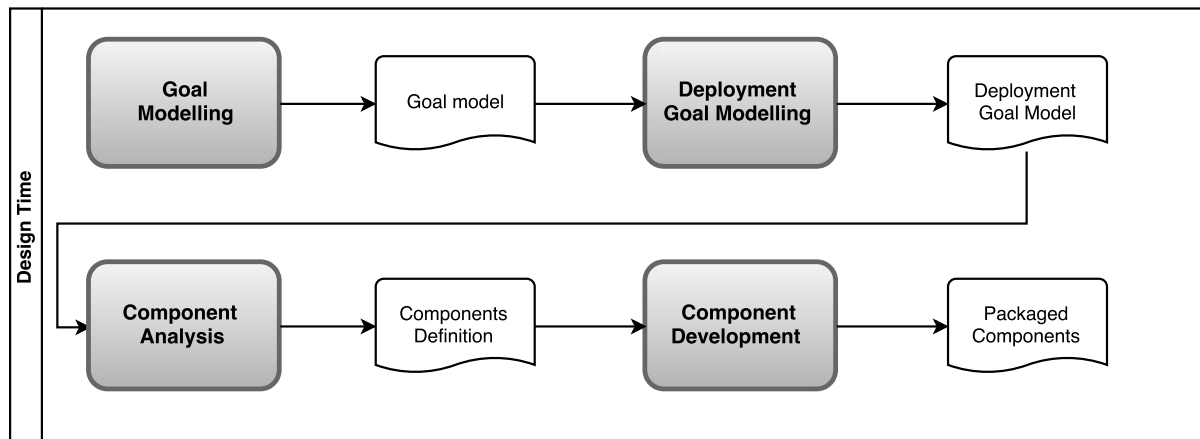 Design Time
Goal
Modelling
Goal model
Deployment
Goal Modelling
Deployment
Goal Model
Component
Analysis
Components
Definition
Component
Development
Packaged
Components